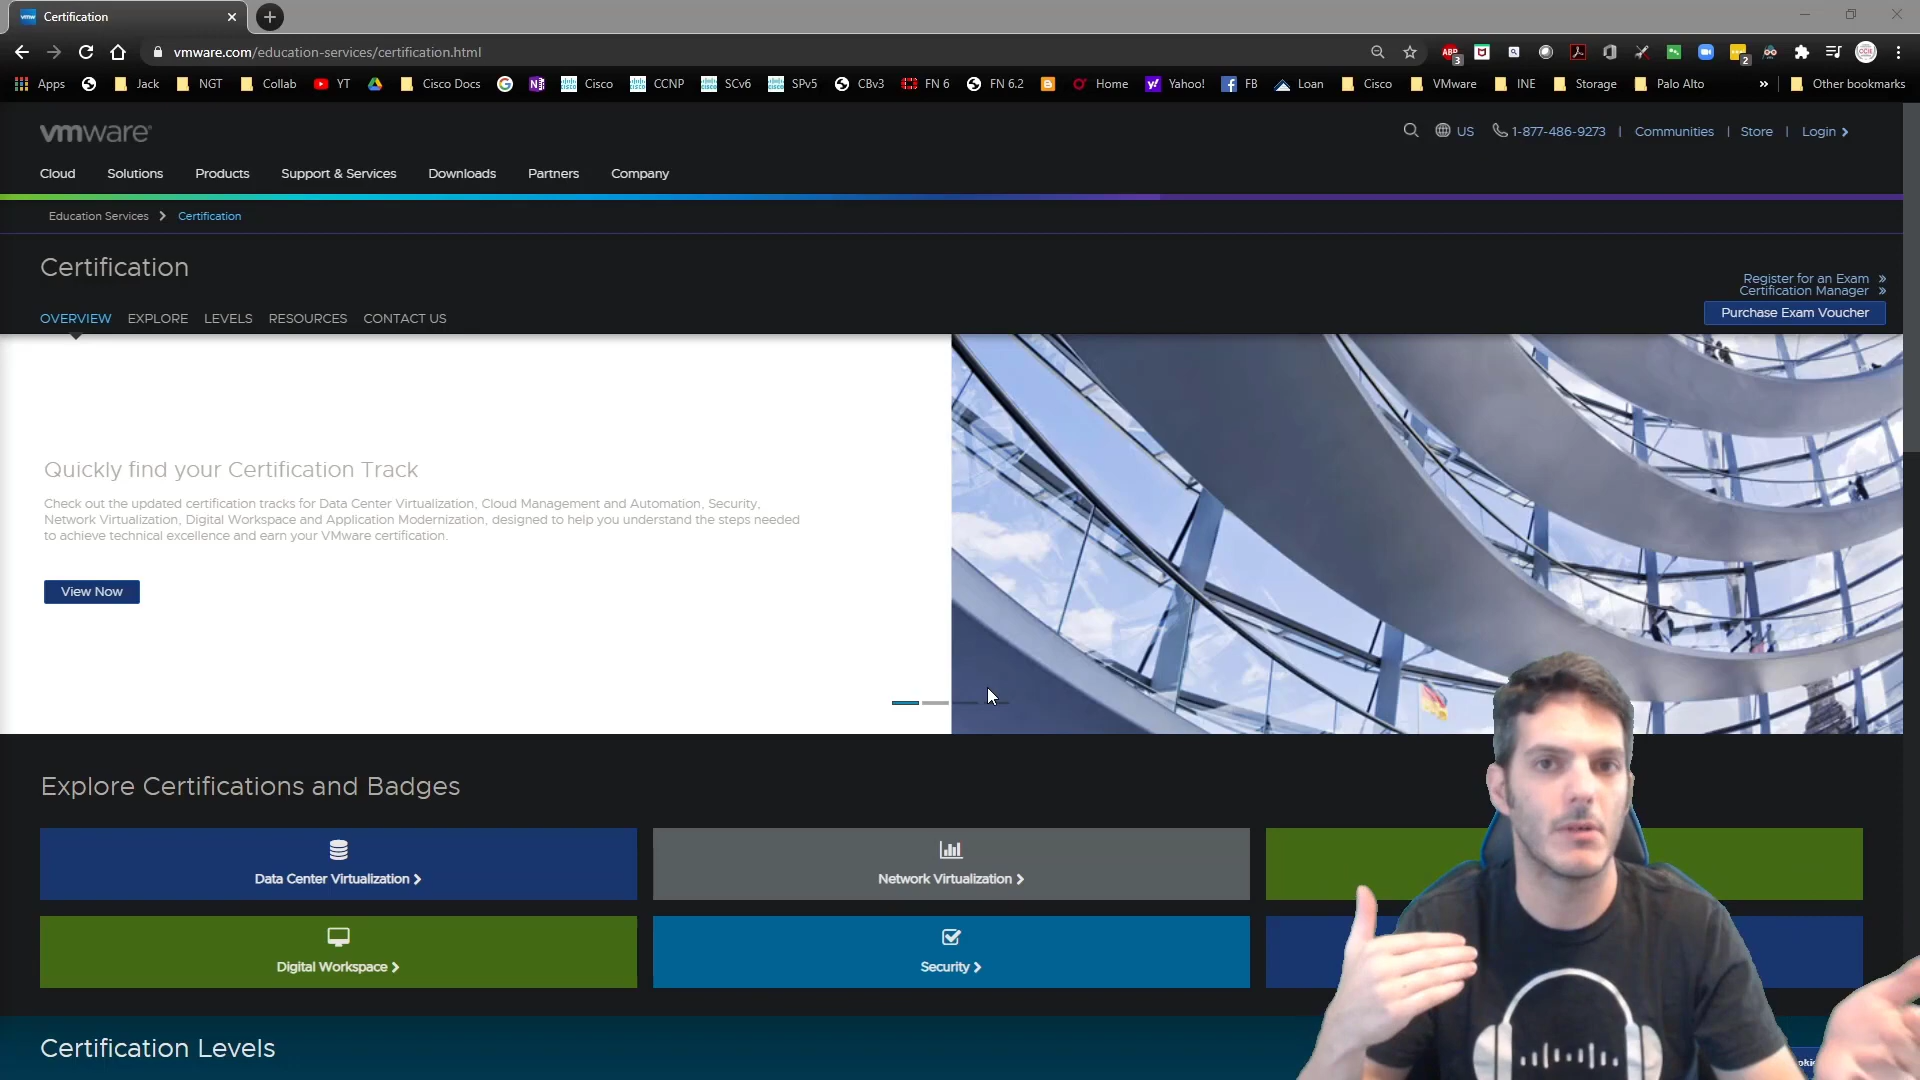 vmw Certification
vmware.com/education-services/certification.html
ABP 3 2
Apps Jack NGT Collab YT Cisco Docs Cisco CCNP SCv6 SPv5 CBv3 FN 6 FN 6.2 Home Yahoo! FB Loan Cisco VMware INE Storage Palo Alto » Other bookmarks
vmware
US 1-877-486-9273 | Communities | Store | Login
Cloud Solutions Products Support & Services Downloads Partners Company
Education Services Certification
Certification
Register for an Exam »
Certification Manager »
Purchase Exam Voucher
OVERVIEW EXPLORE LEVELS RESOURCES CONTACT US
Quickly find your Certification Track
Check out the updated certification tracks for Data Center Virtualization, Cloud Management and Automation, Security,
Network Virtualization, Digital Workspace and Application Modernization, designed to help you understand the steps needed
to achieve technical excellence and earn your VMware certification.
View Now
Explore Certifications and Badges
Data Center Virtualization
Network Virtualization
Digital Workspace
Security
Certification Levels